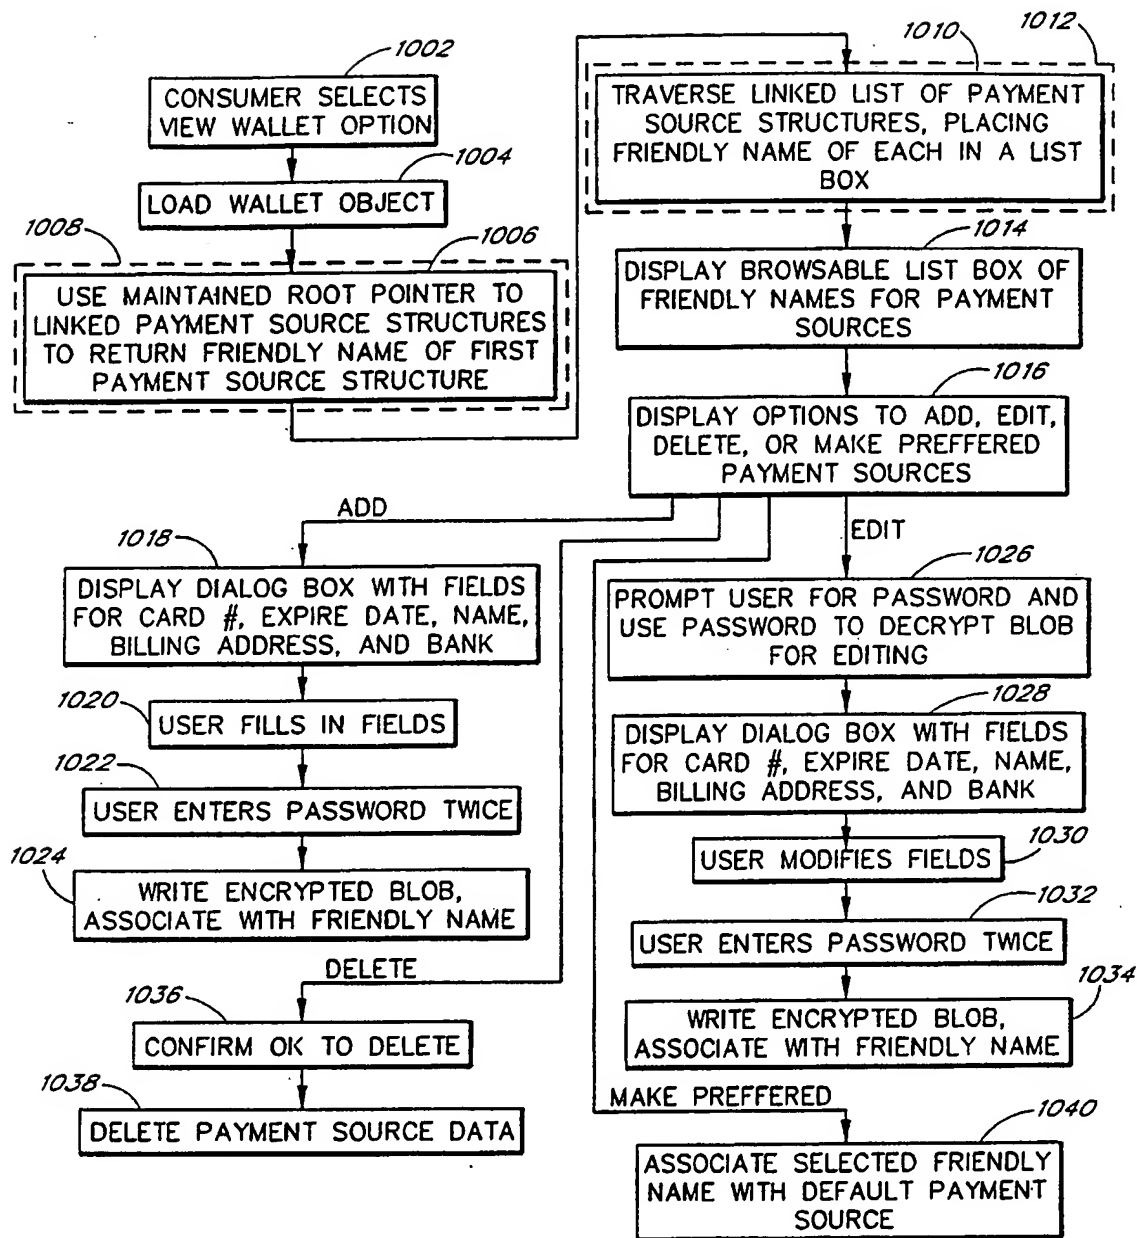 1002
CONSUMER SELECTS
VIEW WALLET OPTION
1004
LOAD WALLET OBJECT
1008
1006
USE MAINTAINED ROOT POINTER TO
LINKED PAYMENT SOURCE STRUCTURES
TO RETURN FRIENDLY NAME OF FIRST
PAYMENT SOURCE STRUCTURE
1010
1012
TRAVERSE LINKED LIST OF PAYMENT
SOURCE STRUCTURES, PLACING
FRIENDLY NAME OF EACH IN A LIST
BOX
1014
DISPLAY BROWSABLE LIST BOX OF
FRIENDLY NAMES FOR PAYMENT
SOURCES
1016
DISPLAY OPTIONS TO ADD, EDIT,
DELETE, OR MAKE PREFFERED
PAYMENT SOURCES
ADD
1018
DISPLAY DIALOG BOX WITH FIELDS
FOR CARD #, EXPIRE DATE, NAME,
BILLING ADDRESS, AND BANK
1020
USER FILLS IN FIELDS
1022
USER ENTERS PASSWORD TWICE
1024
WRITE ENCRYPTED BLOB,
ASSOCIATE WITH FRIENDLY NAME
EDIT
1026
PROMPT USER FOR PASSWORD AND
USE PASSWORD TO DECRYPT BLOB
FOR EDITING
1028
DISPLAY DIALOG BOX WITH FIELDS
FOR CARD #, EXPIRE DATE, NAME,
BILLING ADDRESS, AND BANK
1030
USER MODIFIES FIELDS
1032
USER ENTERS PASSWORD TWICE
1034
WRITE ENCRYPTED BLOB,
ASSOCIATE WITH FRIENDLY NAME
DELETE
1036
CONFIRM OK TO DELETE
1038
DELETE PAYMENT SOURCE DATA
MAKE PREFFERED
1040
ASSOCIATE SELECTED FRIENDLY
NAME WITH DEFAULT PAYMENT
SOURCE